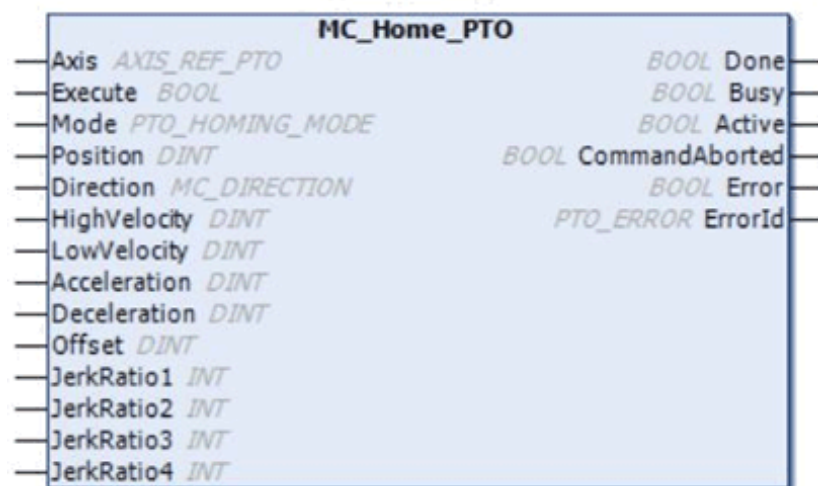 MC_Home_PTO
Axis AXIS_REF_PTO BOOL Done
Execute BOOL BOOL Busy
Mode PTO_HOMING_MODE BOOL Active
Position DINT BOOL CommandAborted
Direction MC_DIRECTION BOOL Error
HighVelocity DINT PTO_ERROR ErrorId
LowVelocity DINT
Acceleration DINT
Deceleration DINT
Offset DINT
JerkRatio1 INT
JerkRatio2 INT
JerkRatio3 INT
JerkRatio4 INT